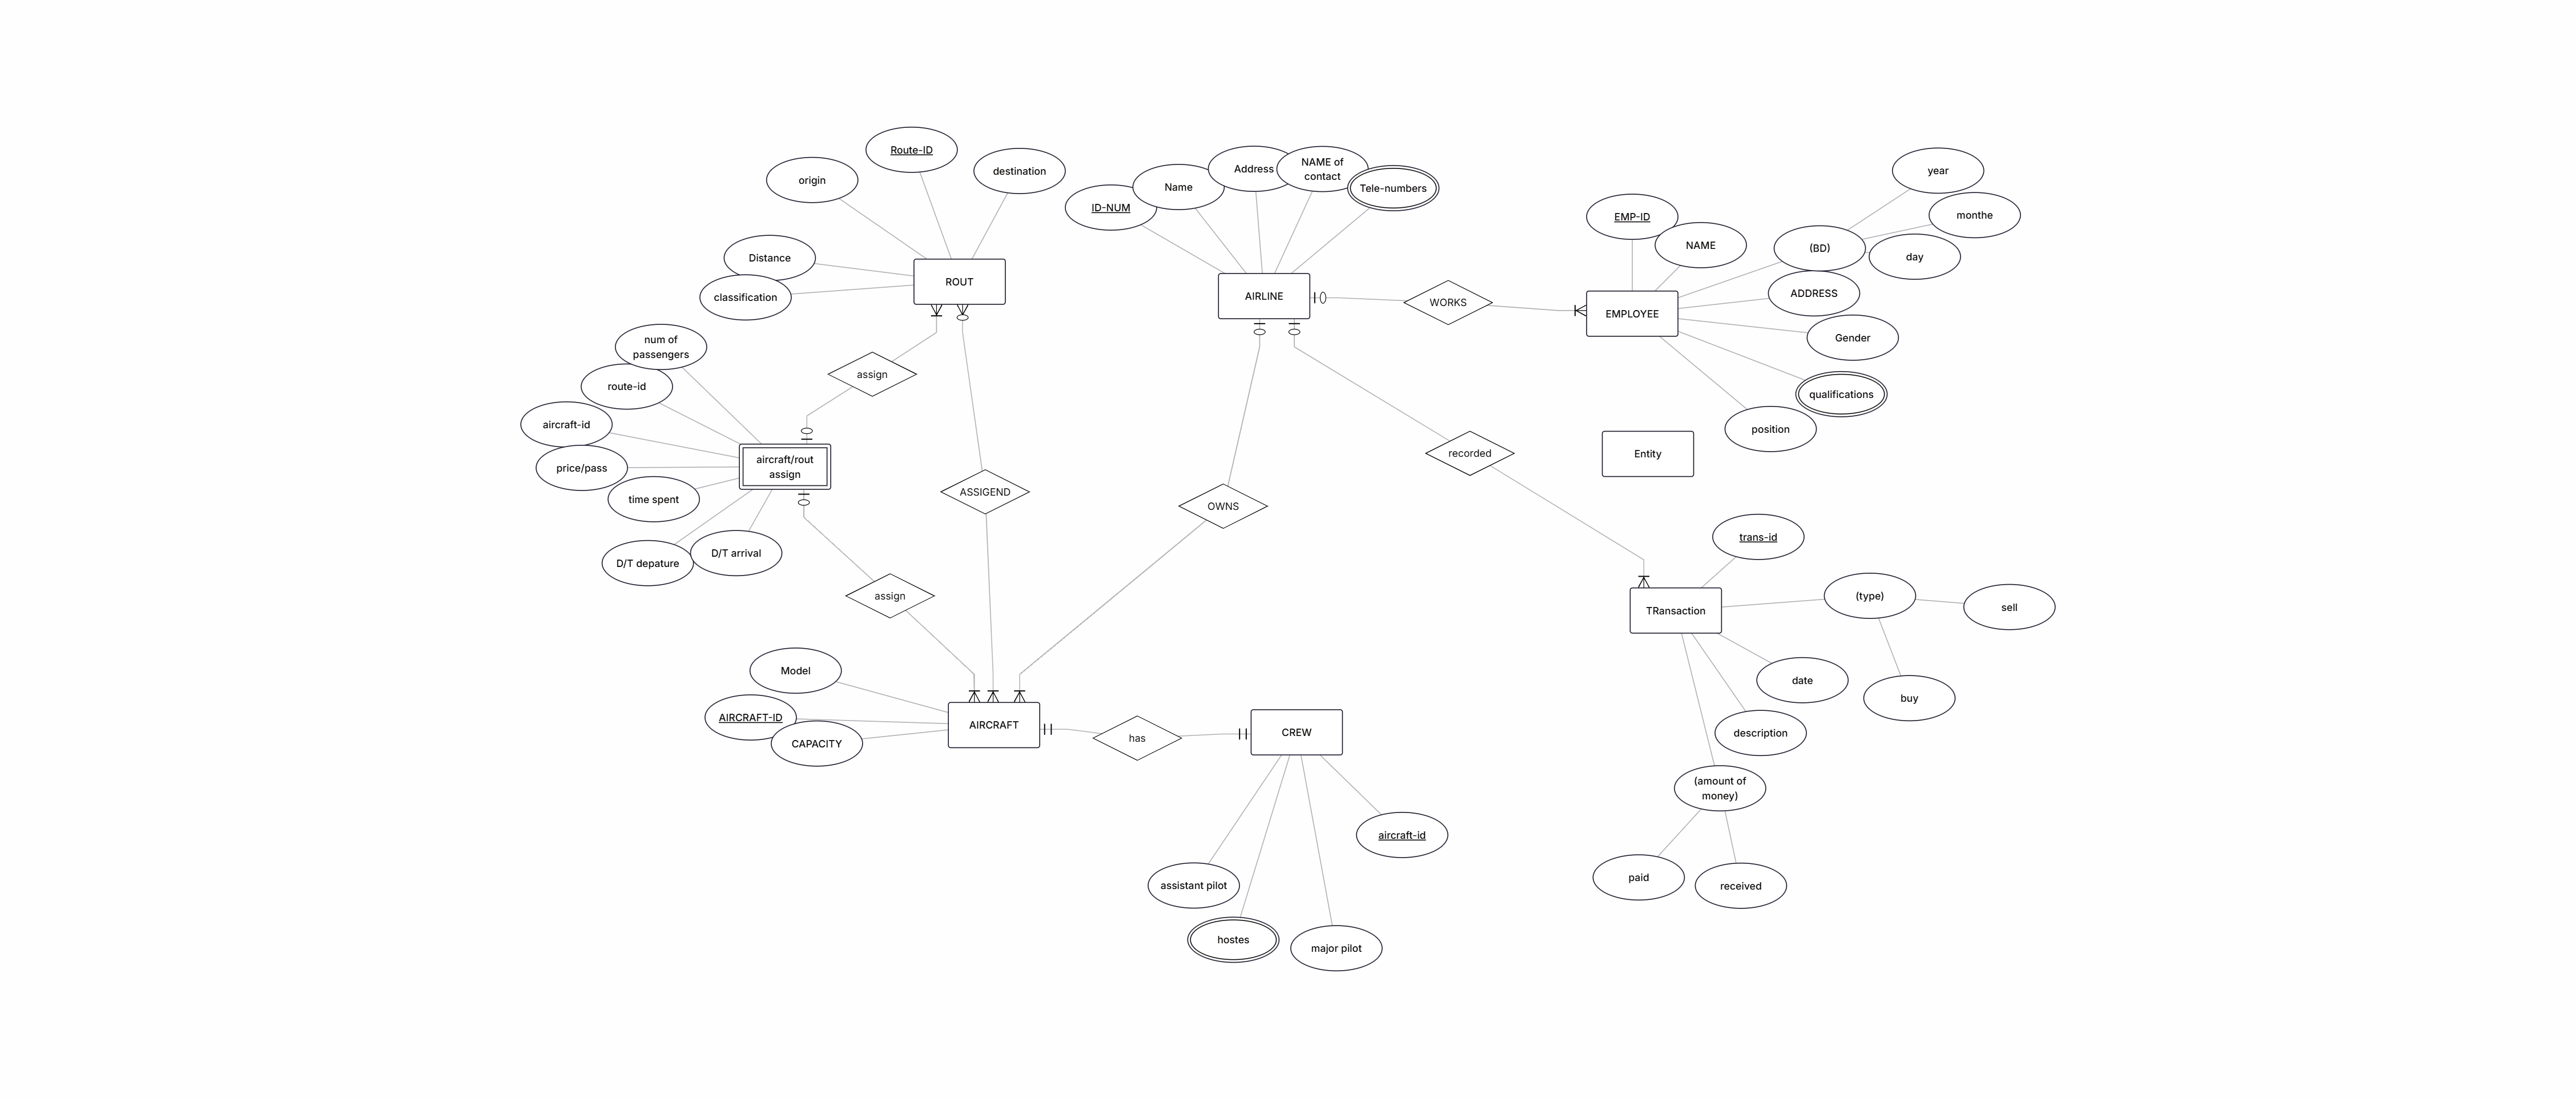 Route-ID
origin
destination
Distance
classification
ROUT
ID-NUM
Name
Address
NAME of
contact
Tele-numbers
AIRLINE
WORKS
EMP-ID
NAME
(BD)
year
monthe
day
ADDRESS
Gender
qualifications
position
EMPLOYEE
Entity
num of
passengers
route-id
aircraft-id
price/pass
time spent
D/T depature
D/T arrival
aircraft/rout
assign
assign
ASSIGEND
OWNS
recorded
assign
trans-id
TRansaction
(type)
sell
buy
date
description
(amount of
money)
paid
received
Model
AIRCRAFT-ID
CAPACITY
AIRCRAFT
has
CREW
aircraft-id
assistant pilot
hostes
major pilot